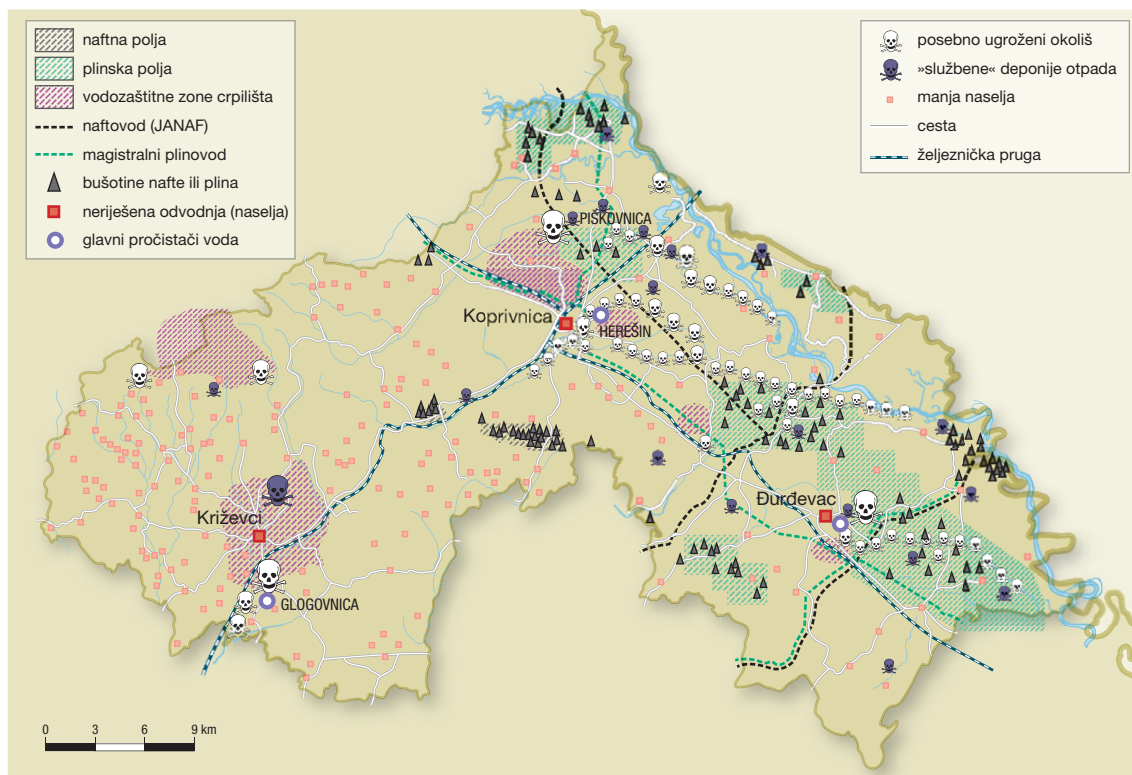 naftna polja
plinska polja
vodozaštitne zone crpilišta
naftovod (JANAF)
magistralni plinovod
bušotine nafte ili plina
neriješena odvodnja (naselja)
glavni pročistači voda
posebno ugroženi okoliš
»službene« deponije otpada
manja naselja
cesta
željeznička pruga
PIŠKOVNICA
Koprivnica
HEREŠIN
Križevci
Đurđevac
GLOGOVNICA
0 3 6 9 km